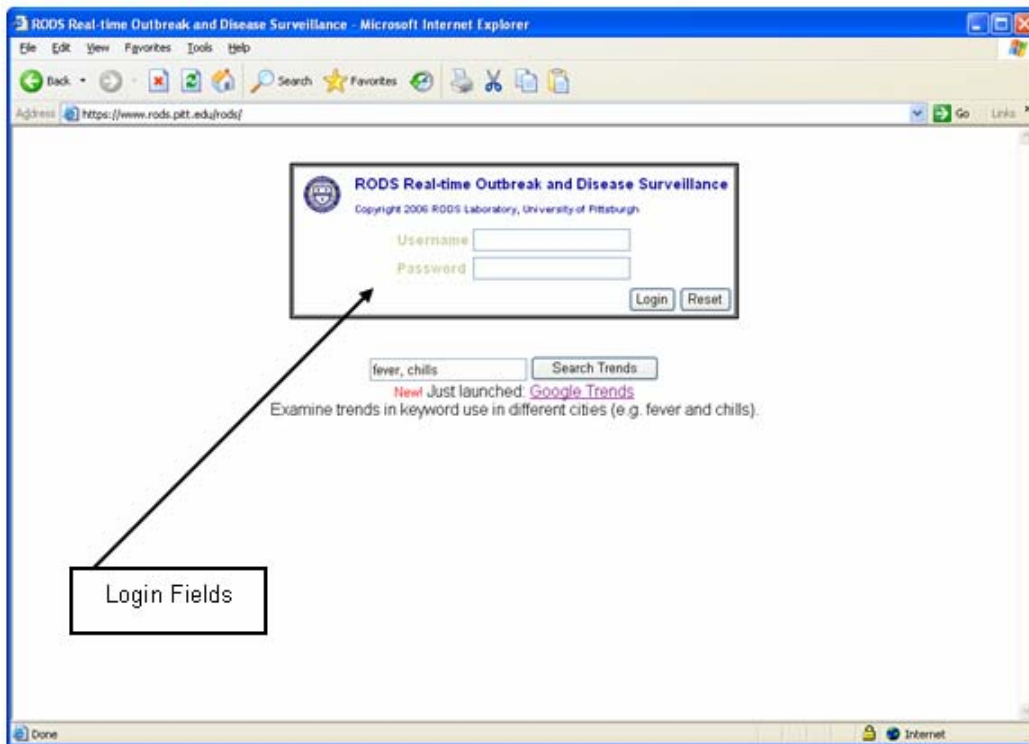 RODS Real-time Outbreak and Disease Surveillance - Microsoft Internet Explorer
File Edit View Favorites Tools Help
Back Search Favorites
Address https://www.rods.pitt.edu/rods/ Go Links »
RODS Real-time Outbreak and Disease Surveillance
Copyright 2006 RODS Laboratory, University of Pittsburgh
Username
Password
Login Reset
fever, chills Search Trends
New! Just launched: Google Trends
Examine trends in keyword use in different cities (e.g. fever and chills).
Login Fields
Done Internet